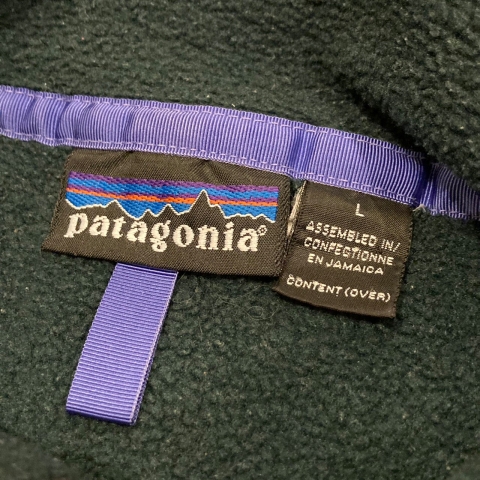 patagonia®
L
ASSEMBLED IN/
CONFECTIONNE
EN JAMAICA
CONTENT (OVER)